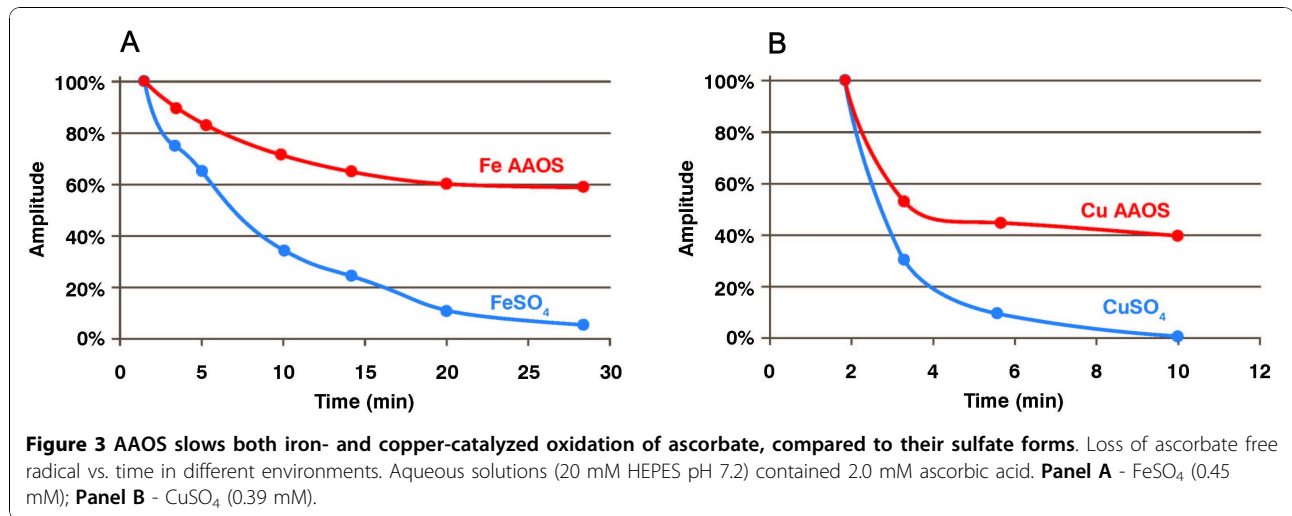 A
100%
80%
60%
40%
20%
0%
Amplitude
Fe AAOS
FeSO₄
0 5 10 15 20 25 30
Time (min)
B
100%
80%
60%
40%
20%
0%
Amplitude
Cu AAOS
CuSO₄
0 2 4 6 8 10 12
Time (min)
Figure 3 AAOS slows both iron- and copper-catalyzed oxidation of ascorbate, compared to their sulfate forms. Loss of ascorbate free
radical vs. time in different environments. Aqueous solutions (20 mM HEPES pH 7.2) contained 2.0 mM ascorbic acid. Panel A - FeSO₄ (0.45
mM); Panel B - CuSO₄ (0.39 mM).